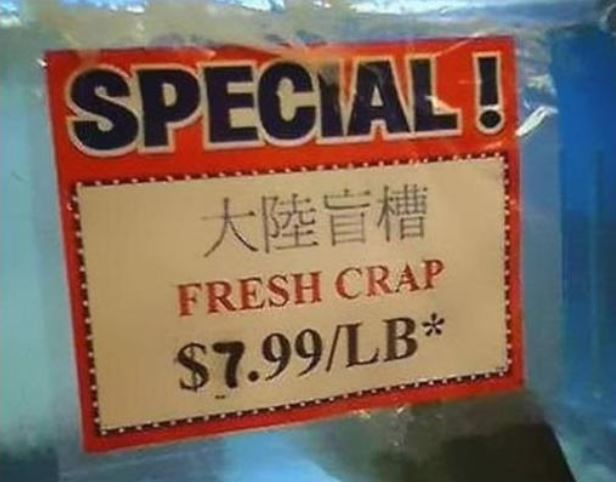 SPECIAL!
大陸盲槽
FRESH CRAP
$7.99/LB*